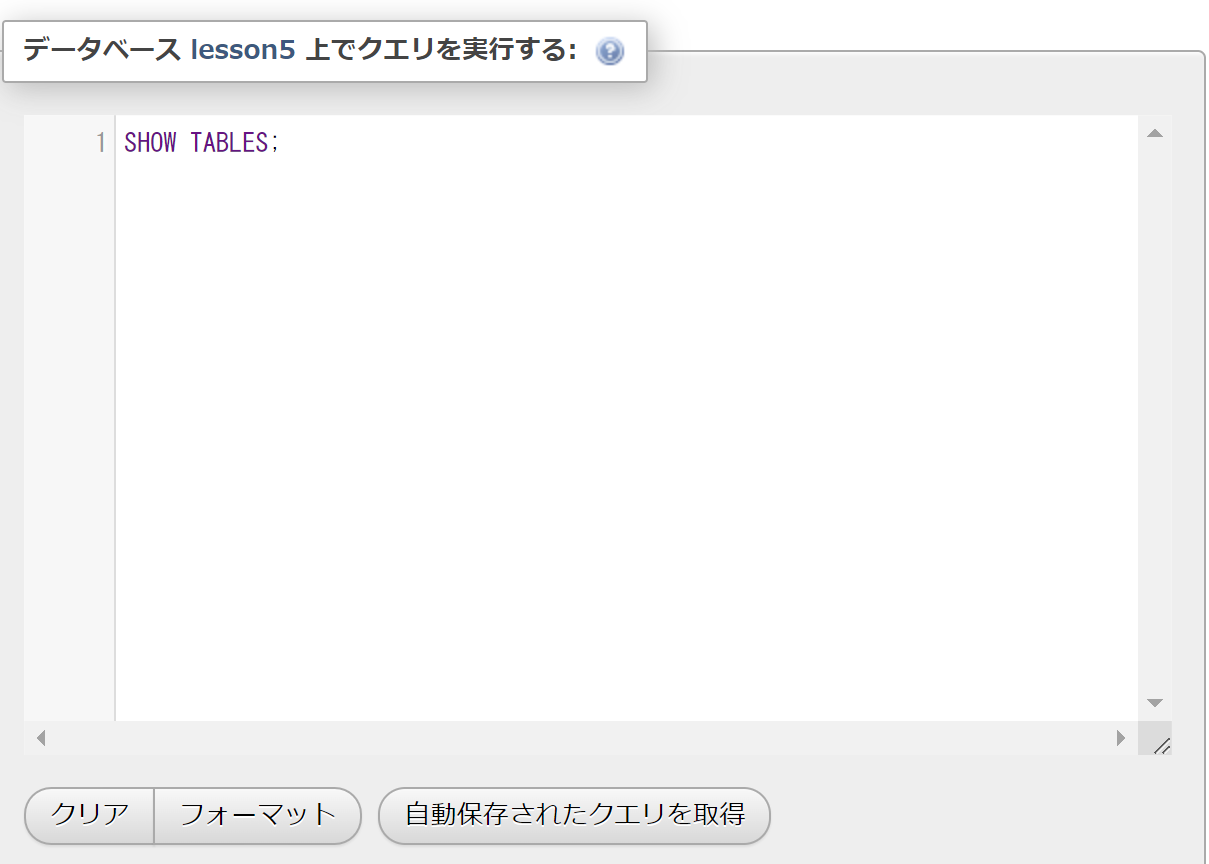 データベース lesson5 上でクエリを実行する:
1 SHOW TABLES;
クリア フォーマット 自動保存されたクエリを取得